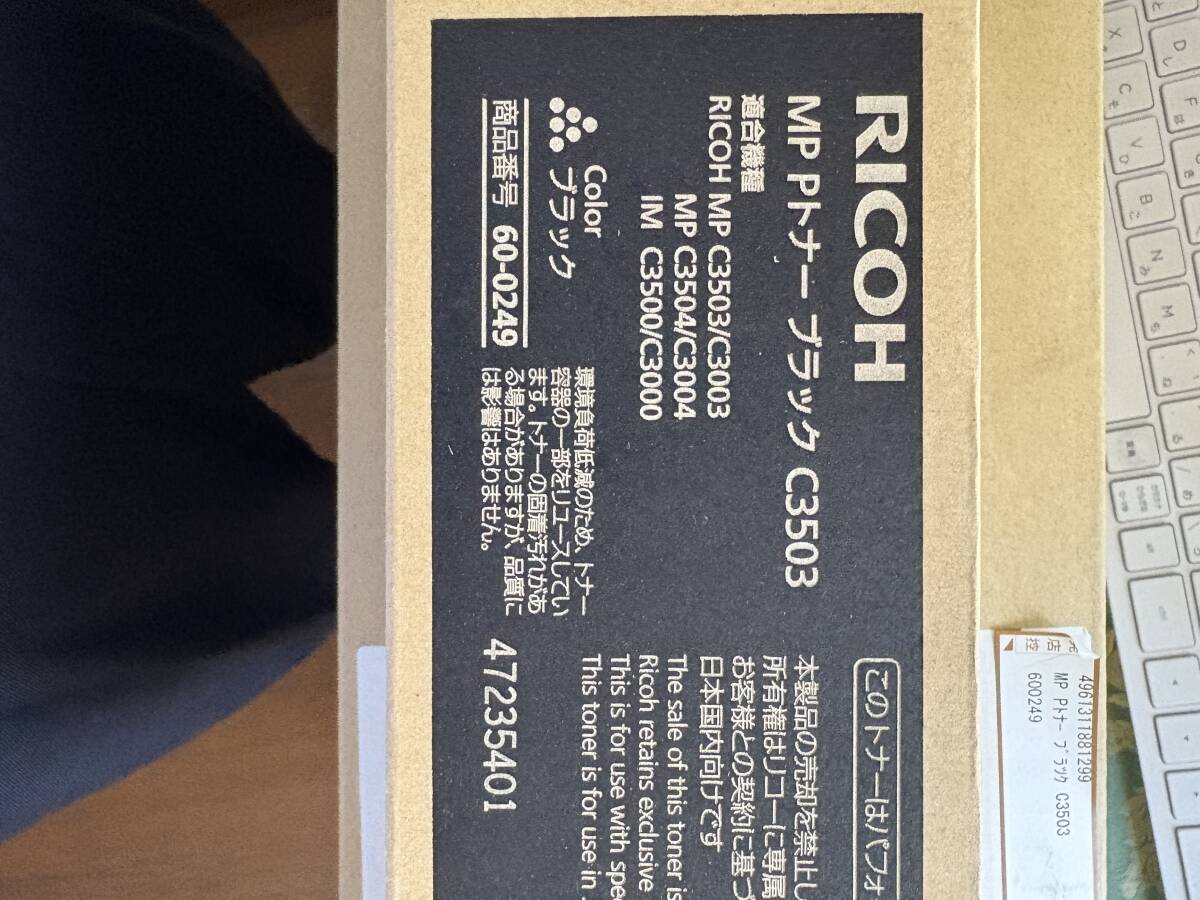 RICOH
MP Pトナー ブラック C3503
適合機種
RICOH MP C3503/C3003
MP C3504/C3004
IM C3500/C3000
Color
ブラック
商品番号 60-0249
環境負荷低減のため、トナー
容器の一部をリユースしてい
ます。トナーの固着汚れがあ
る場合がありますが、品質に
は影響はありません。
47235401
このトナーはパフォ
本製品の売却を禁止し
所有権はリコーに専属
お客様との契約に基づ
日本国内向けです
The sale of this toner is
Ricoh retains exclusive
This is for use with spe
This toner is for use in
店
控
4961311881299
MP Pトナー ブラック C3503
600249
X
C
V
B
N
M
D
F